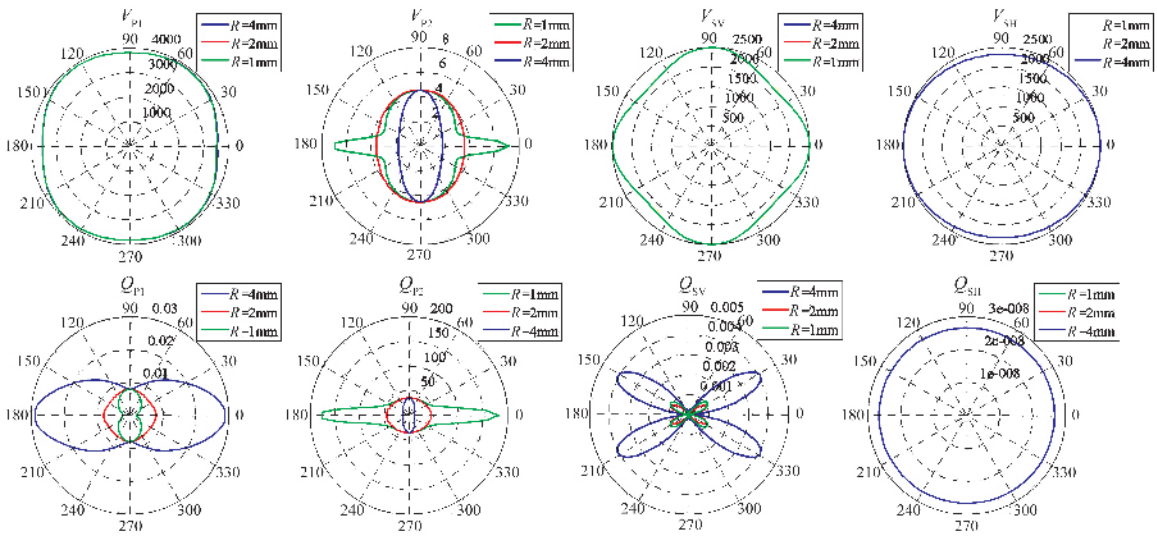 V_P1
R=4mm
R=2mm
R=1mm
90 4000
120 60
3000
150 2000 30
1000
180 0
210 330
240 300
270
V_P2
R=1mm
R=2mm
R=4mm
90 8
120 6 60
150 4 30
2
180 0
210 330
240 300
270
V_SV
R=4mm
R=2mm
R=1mm
90 2500
120 2000 60
1500
150 1000 30
500
180 0
210 330
240 300
270
V_SH
R=1mm
R=2mm
R=4mm
90 2500
120 2000 60
1500
150 1000 30
500
180 0
210 330
240 300
270
Q_P1
R=4mm
R=2mm
R-1mm
90 0.03
120 60
0.02
150 30
0.01
180 0
210 330
240 300
270
Q_P2
R=1mm
R=2mm
R-4mm
90 200
120 150 60
100
150 50 30
180 0
210 330
240 300
270
Q_SV
R=4mm
R=2mm
R=1mm
90 0.005
120 0.004 60
0.003
150 0.002 30
0.001
180 0
210 330
240 300
270
Q_SH
R=1mm
R=2mm
R-4mm
90 3e-008
120 60
2e-008
150 1e-008 30
180 0
210 330
240 300
270